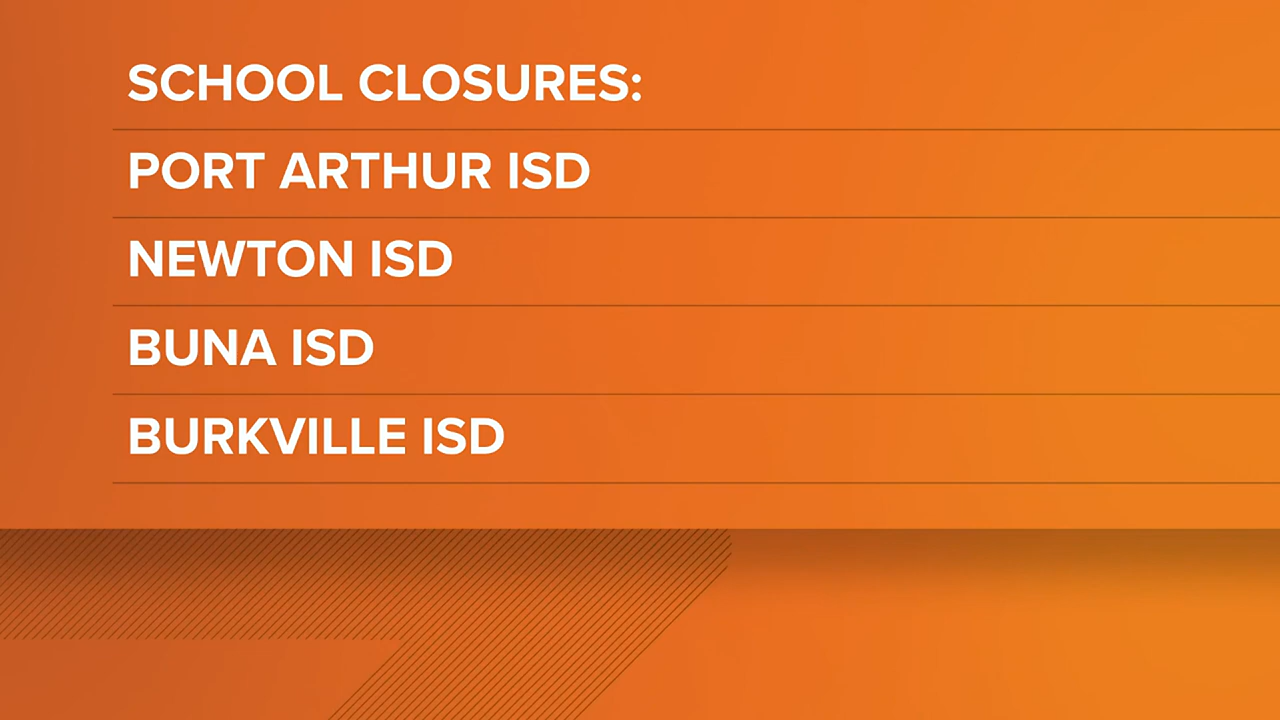 SCHOOL CLOSURES:
PORT ARTHUR ISD
NEWTON ISD
BUNA ISD
BURKVILLE ISD